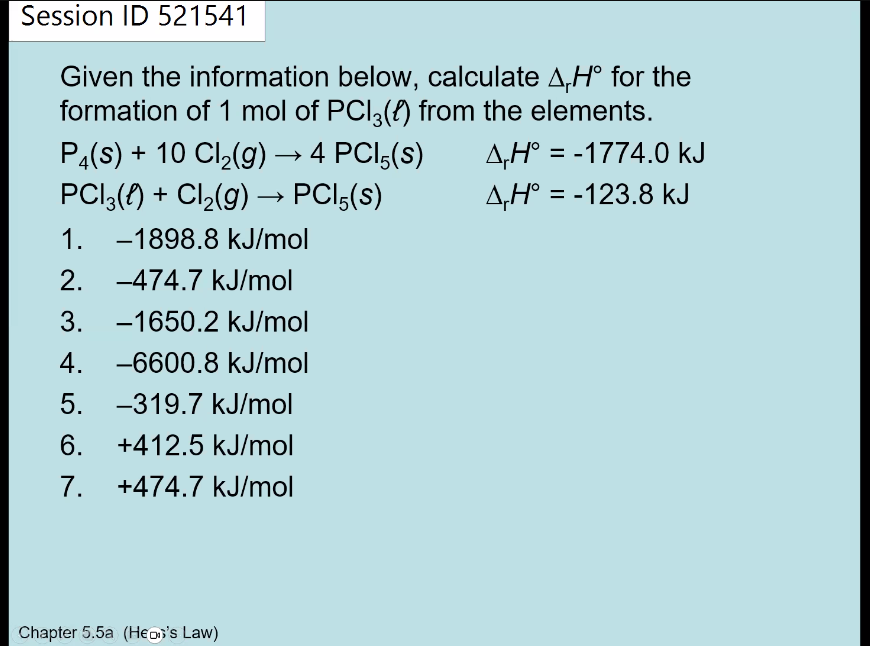 Session ID 521541
Given the information below, calculate ΔᵣH° for the
formation of 1 mol of PCl₃(ℓ) from the elements.
P₄(s) + 10 Cl₂(g) → 4 PCl₅(s) ΔᵣH° = -1774.0 kJ
PCl₃(ℓ) + Cl₂(g) → PCl₅(s) ΔᵣH° = -123.8 kJ
1. –1898.8 kJ/mol
2. –474.7 kJ/mol
3. –1650.2 kJ/mol
4. –6600.8 kJ/mol
5. –319.7 kJ/mol
6. +412.5 kJ/mol
7. +474.7 kJ/mol
Chapter 5.5a (Hess's Law)